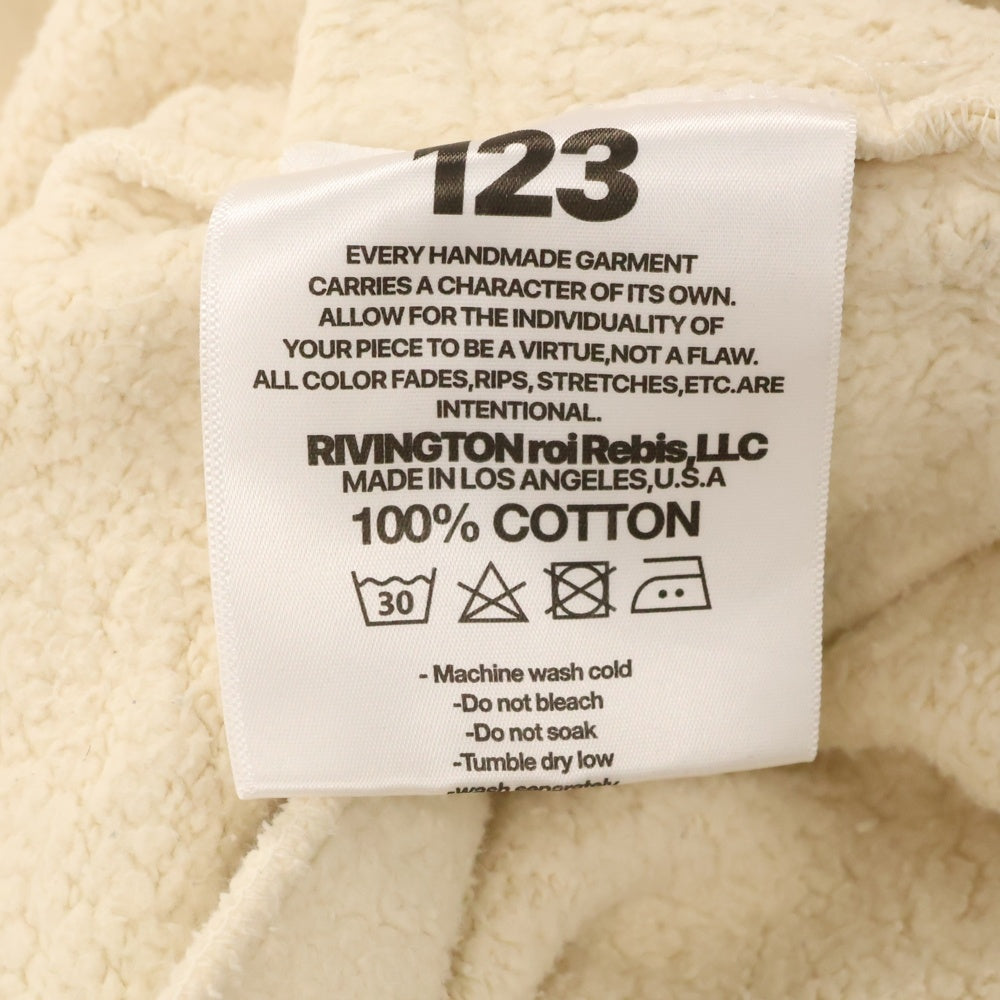 123
EVERY HANDMADE GARMENT
CARRIES A CHARACTER OF ITS OWN.
ALLOW FOR THE INDIVIDUALITY OF
YOUR PIECE TO BE A VIRTUE,NOT A FLAW.
ALL COLOR FADES,RIPS, STRETCHES,ETC.ARE
INTENTIONAL.
RIVINGTON roi Rebis,LLC
MADE IN LOS ANGELES,U.S.A
100% COTTON
30
- Machine wash cold
-Do not bleach
-Do not soak
-Tumble dry low
-wash separately